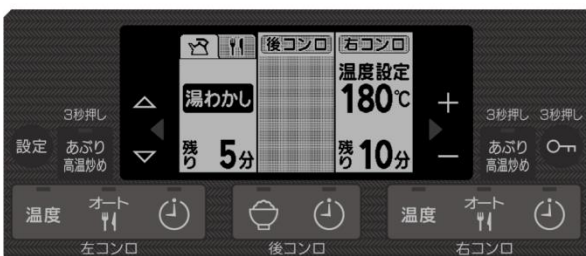 後コンロ
右コンロ
温度設定
湯わかし
180℃
残り 5分
残り 10分
3秒押し
設定
あぶり
高温炒め
3秒押し
3秒押し
あぶり
高温炒め
温度
オート
温度
オート
左コンロ
後コンロ
右コンロ